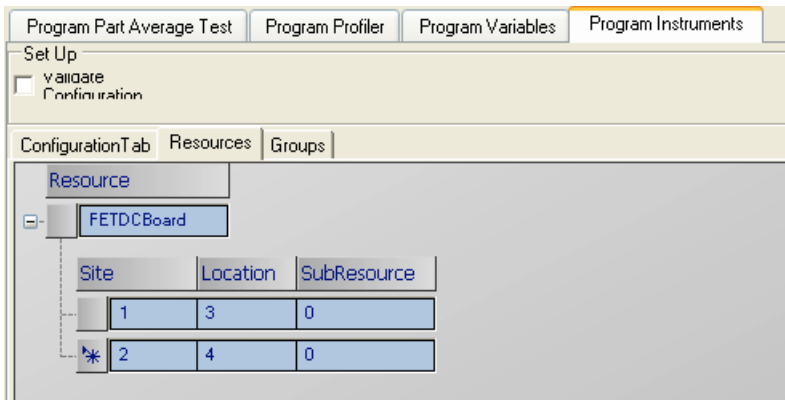 Program Part Average Test Program Profiler Program Variables Program Instruments
Set Up
Validate
Configuration
ConfigurationTab Resources Groups
Resource
FETDCBoard
Site Location SubResource
1 3 0
2 4 0